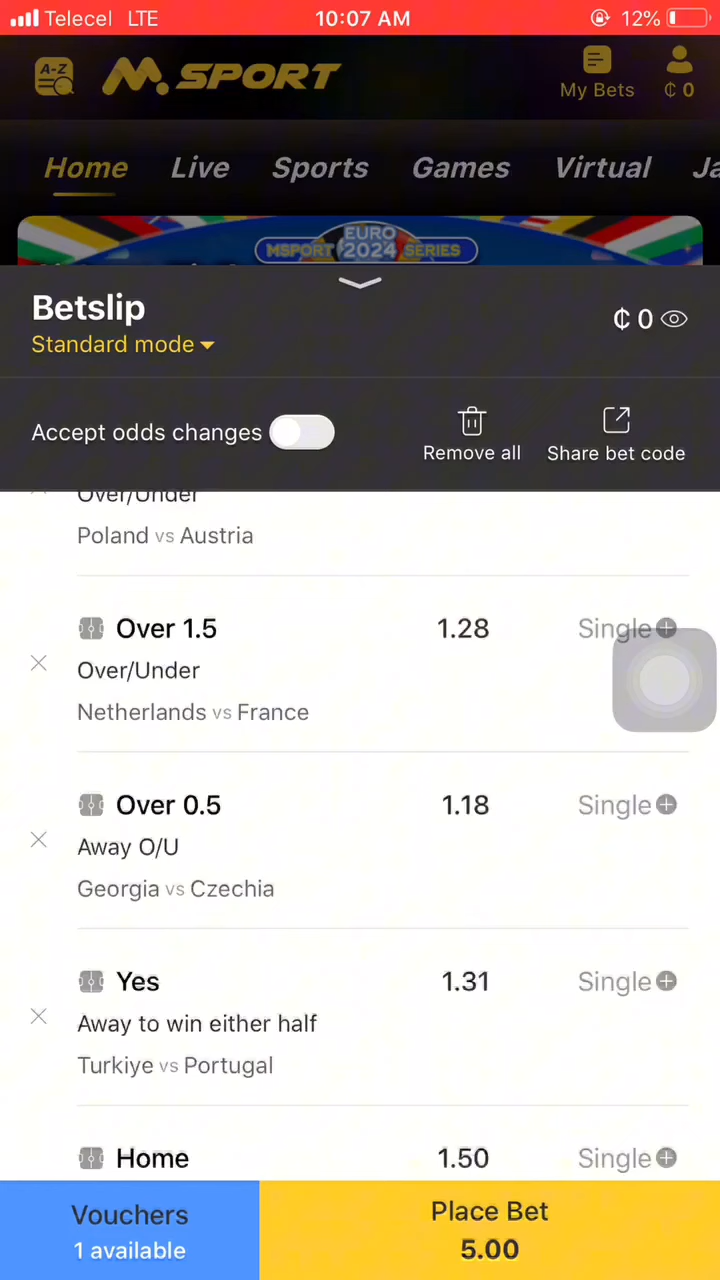 Telecel LTE 10:07 AM 12%
A-Z M.SPORT My Bets ₵ 0
Home Live Sports Games Virtual Ja
EURO
MSPORT 2024 SERIES
Betslip
₵ 0
Standard mode
Accept odds changes Remove all Share bet code
Over/Under
Poland vs Austria
Over 1.5 1.28 Single
Over/Under
Netherlands vs France
Over 0.5 1.18 Single
Away O/U
Georgia vs Czechia
Yes 1.31 Single
Away to win either half
Turkiye vs Portugal
Home 1.50 Single
Vouchers
1 available
Place Bet
5.00